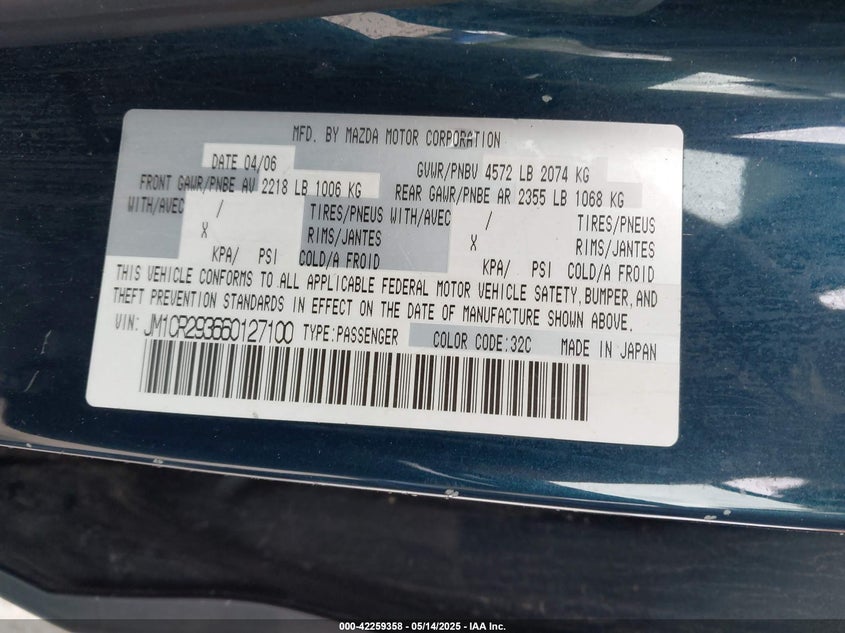 MFD. BY MAZDA MOTOR CORPORATION
DATE 04/06 GVWR/PNBV 4572 LB 2074 KG
FRONT GAWR/PNBE AV 2218 LB 1006 KG REAR GAWR/PNBE AR 2355 LB 1068 KG
WITH/AVEC / TIRES/PNEUS WITH/AVEC / TIRES/PNEUS
X RIMS/JANTES X RIMS/JANTES
KPA/ PSI COLD/A FROID KPA/ PSI COLD/A FROID
THIS VEHICLE CONFORMS TO ALL APPLICABLE FEDERAL MOTOR VEHICLE SAFETY, BUMPER, AND
THEFT PREVENTION STANDARDS IN EFFECT ON THE DATE OF MANUFACTURE SHOWN ABOVE.
VIN: JM1CR293660127100 TYPE:PASSENGER COLOR CODE:32C MADE IN JAPAN
000-42259358 - 05/14/2025 - IAA Inc.